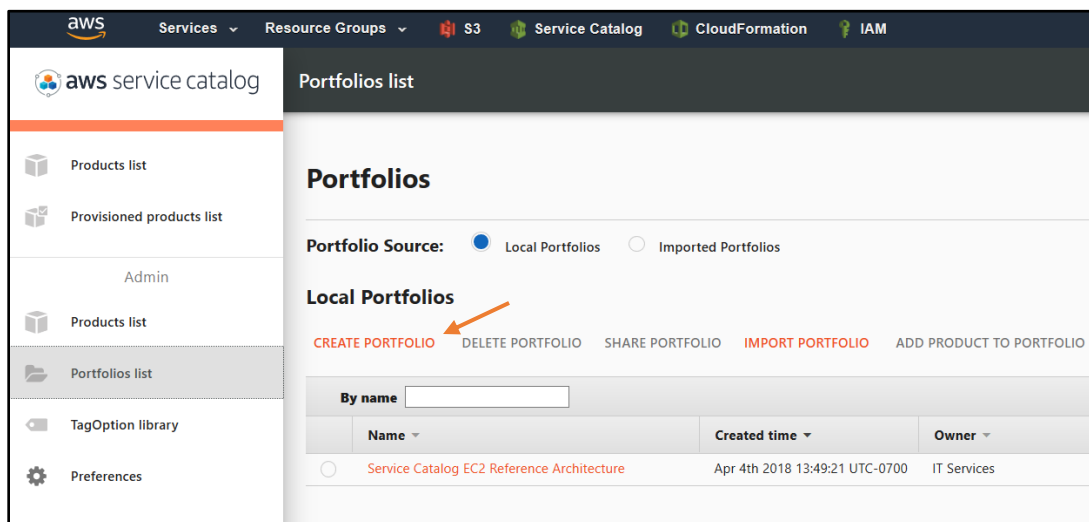 aws Services Resource Groups S3 Service Catalog CloudFormation IAM
aws service catalog
Portfolios list
Products list
Provisioned products list
Admin
Products list
Portfolios list
TagOption library
Preferences
Portfolios
Portfolio Source: Local Portfolios Imported Portfolios
Local Portfolios
CREATE PORTFOLIO DELETE PORTFOLIO SHARE PORTFOLIO IMPORT PORTFOLIO ADD PRODUCT TO PORTFOLIO
By name
Name Created time Owner
Service Catalog EC2 Reference Architecture Apr 4th 2018 13:49:21 UTC-0700 IT Services